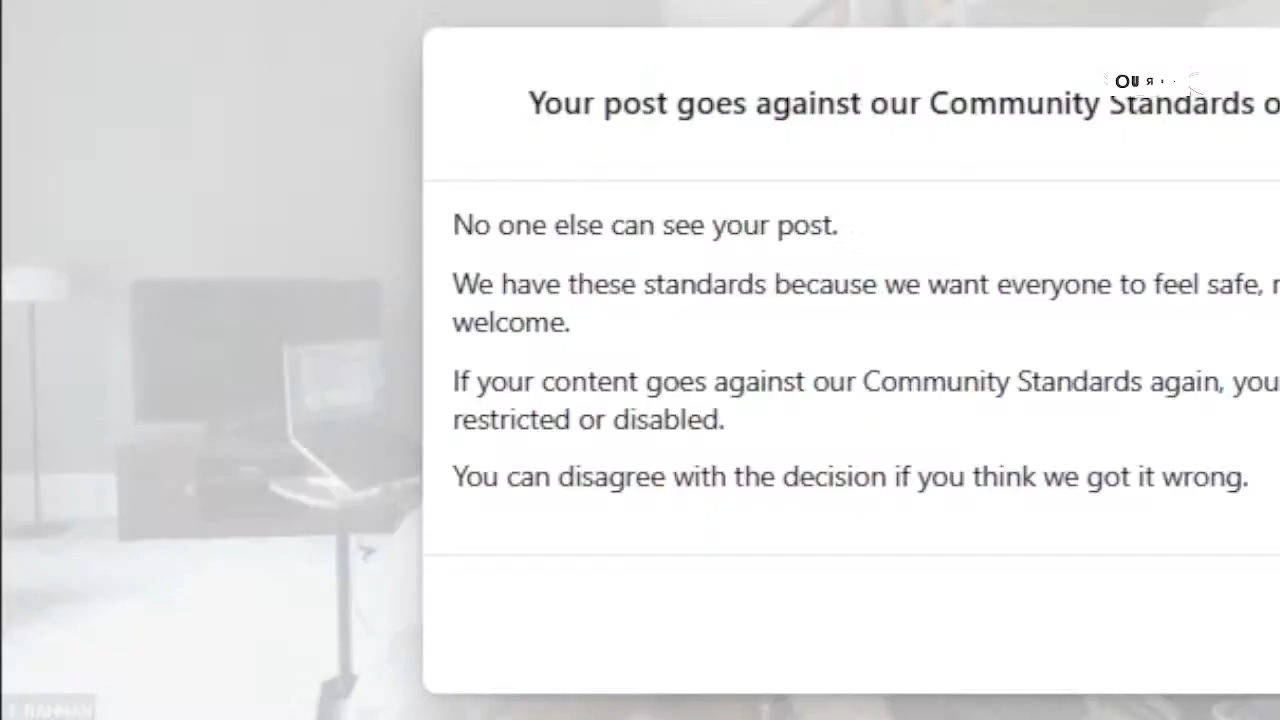 Your post goes against our Community Standards o
No one else can see your post.
We have these standards because we want everyone to feel safe, r
welcome.
If your content goes against our Community Standards again, you
restricted or disabled.
You can disagree with the decision if you think we got it wrong.